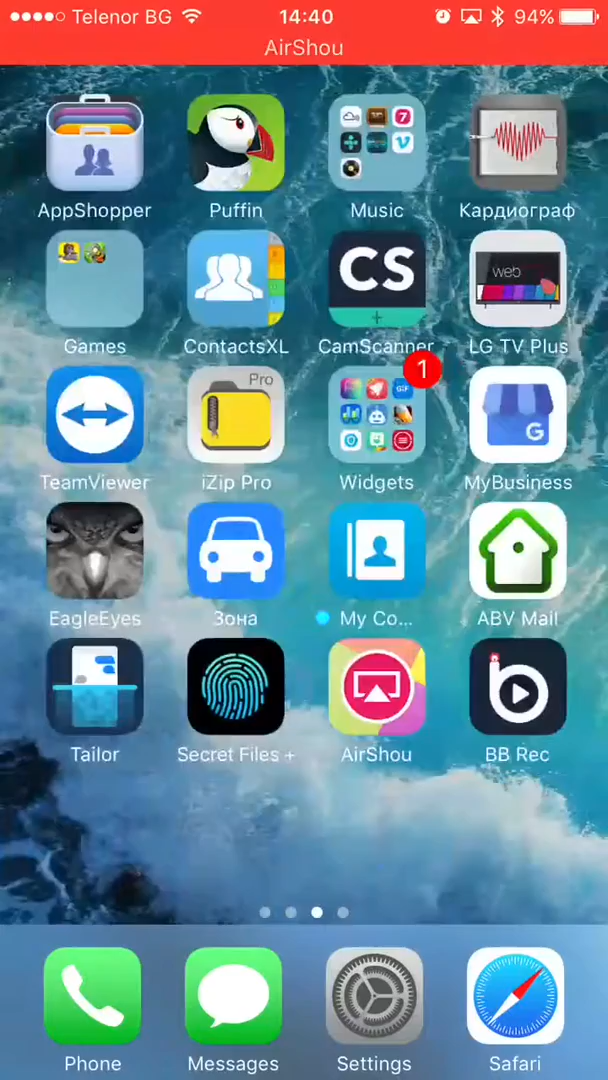 Telenor BG 14:40 94%
AirShou
AppShopper Puffin Music Кардиограф
Games ContactsXL CamScanner LG TV Plus
CS
web
1
Pro
GIF
G
TeamViewer iZip Pro Widgets MyBusiness
EagleEyes Зона My Co... ABV Mail
Tailor Secret Files + AirShou BB Rec
Phone Messages Settings Safari